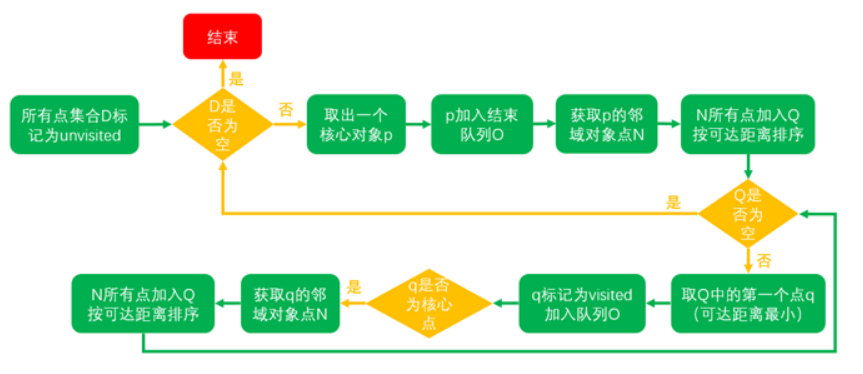 结束
是
所有点集合D标
记为unvisited
D是
否为
空
否
取出一个
核心对象p
p加入结束
队列O
获取p的邻
域对象点N
N所有点加入Q
按可达距离排序
是
Q是
否为
空
否
取Q中的第一个点q
（可达距离最小）
q标记为visited
加入队列O
q是否
为核心
点
是
获取q的邻
域对象点N
N所有点加入Q
按可达距离排序